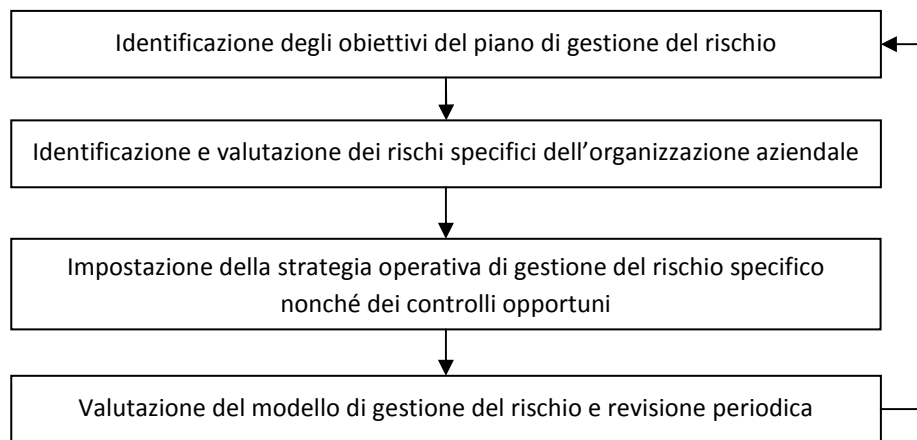 Identificazione degli obiettivi del piano di gestione del rischio
Identificazione e valutazione dei rischi specifici dell’organizzazione aziendale
Impostazione della strategia operativa di gestione del rischio specifico
nonché dei controlli opportuni
Valutazione del modello di gestione del rischio e revisione periodica